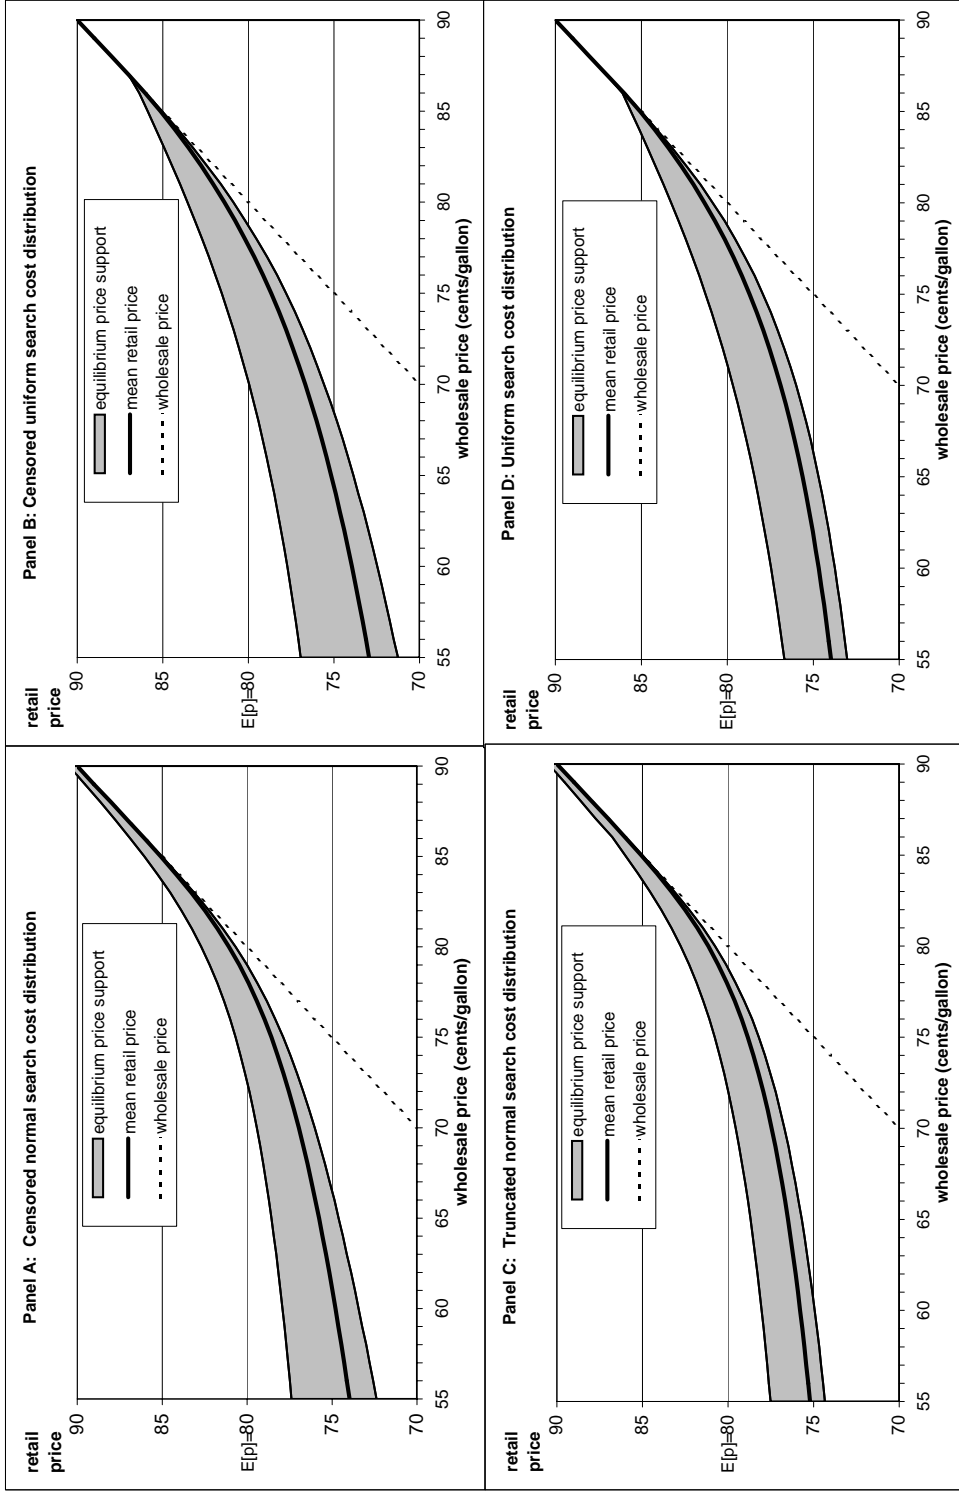 Panel A:  Censored normal search cost distribution
retail
price
90
85
E[p]=80
75
70
55 60 65 70 75 80 85 90
wholesale price (cents/gallon)
equilibrium price support
mean retail price
wholesale price
Panel B: Censored uniform search cost distribution
retail
price
90
85
E[p]=80
75
70
55 60 65 70 75 80 85 90
wholesale price (cents/gallon)
equilibrium price support
mean retail price
wholesale price
Panel C:  Truncated normal search cost distribution
retail
price
90
85
E[p]=80
75
70
55 60 65 70 75 80 85 90
wholesale price (cents/gallon)
equilibrium price support
mean retail price
wholesale price
Panel D: Uniform search cost distribution
retail
price
90
85
E[p]=80
75
70
55 60 65 70 75 80 85 90
wholesale price (cents/gallon)
equilibrium price support
mean retail price
wholesale price